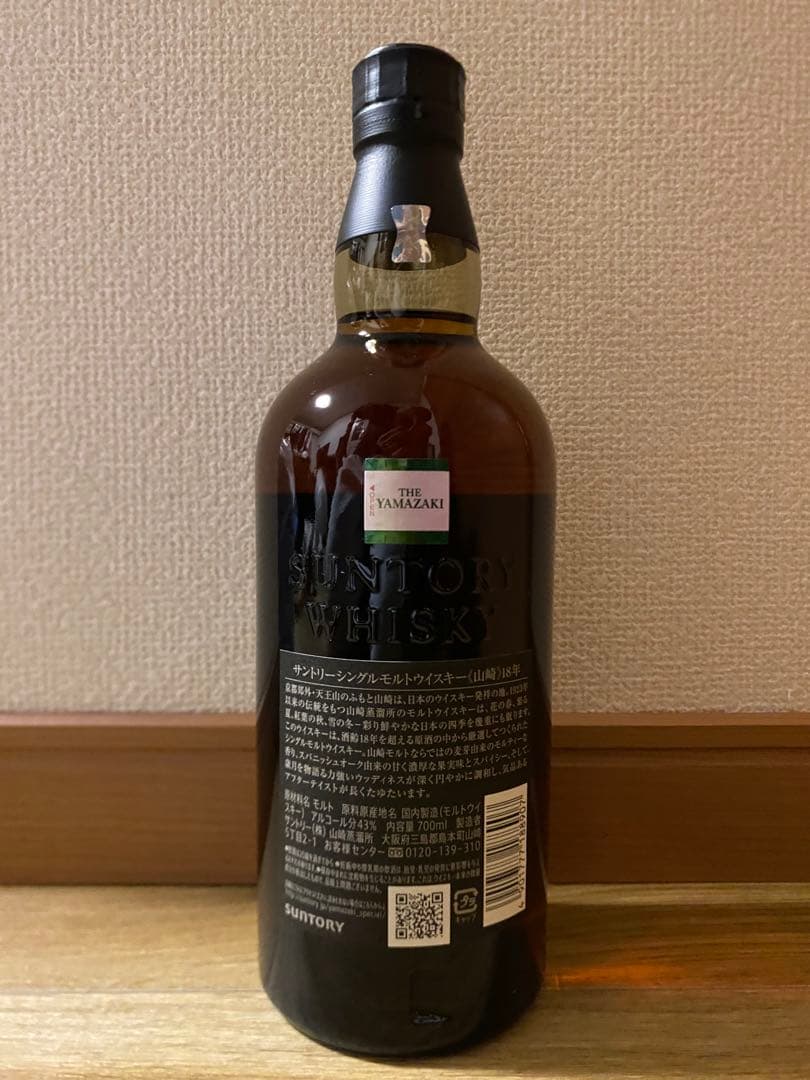 THE
YAMAZAKI
OPEN
SUNTORY
WHISKY
サントリーシングルモルトウイスキー《山崎》18年
京都郊外・天王山のふもと山崎は、日本のウイスキー発祥の地。1923年
以来の伝統をもつ山崎蒸溜所のモルトウイスキーは、花の春、
夏、紅葉の秋、雪の冬─彩り鮮やかな日本の四季を幾重にも重ります。
このウイスキーは、酒齢18年を超える原酒の中から厳選してつくられた
シングルモルトウイスキー。山崎モルトならではの麦芽由来のモルティーな
香り、スパニッシュオーク由来の甘く濃厚な果実味とスパイシー、そして、
歳月を物語る力強いウッディネスが深く円やかに調和し、気品ある
アフターテイストが長くたゆたいます。
原材料名 モルト 原料原産地名 国内製造(モルトウイ
スキー) アルコール分43% 内容量700ml 製造者
サントリー(株) 山崎蒸溜所 大阪府三島郡島本町山崎
5丁目2-1 お客様センター 0120-139-310
SUNTORY
キャップ
4 901777 188907